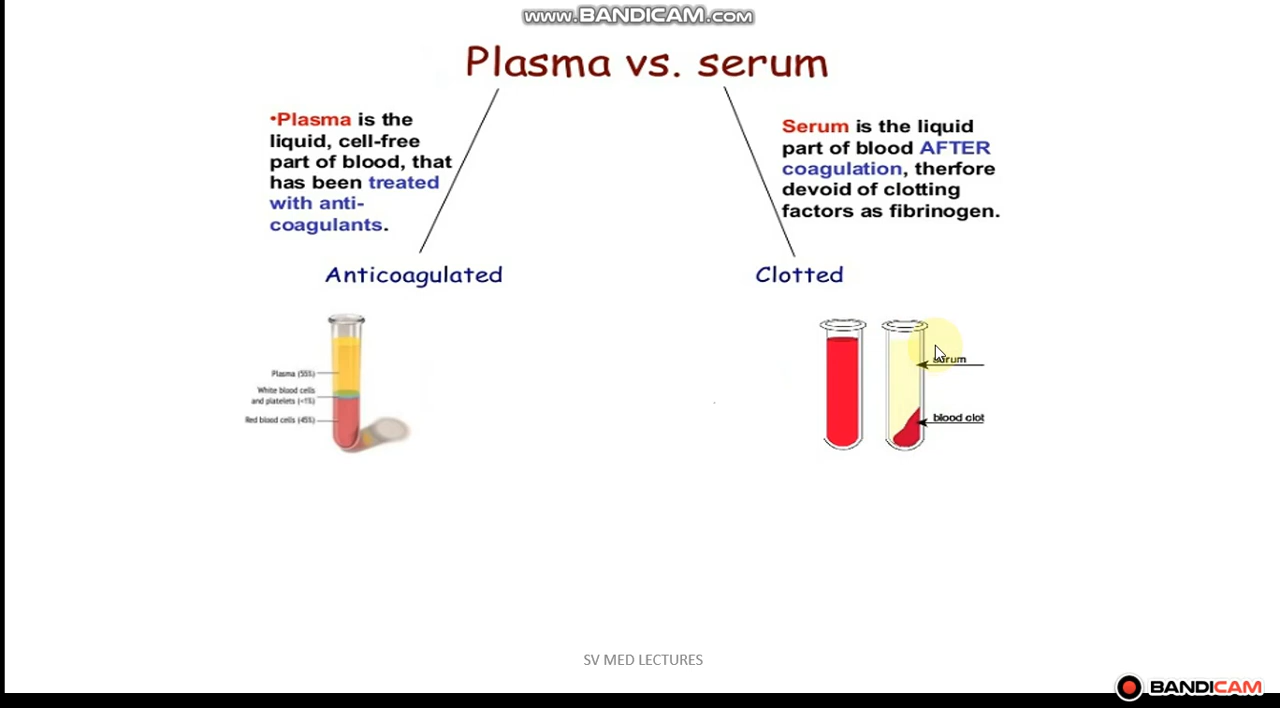 www.BANDICAM.com
Plasma vs. serum
•Plasma is the
liquid, cell-free
part of blood, that
has been treated
with anti-
coagulants.
Serum is the liquid
part of blood AFTER
coagulation, therfore
devoid of clotting
factors as fibrinogen.
Anticoagulated
Clotted
Plasma (55%)
White blood cells
and platelets (<1%)
Red blood cells (45%)
serum
blood clot
SV MED LECTURES
BANDICAM